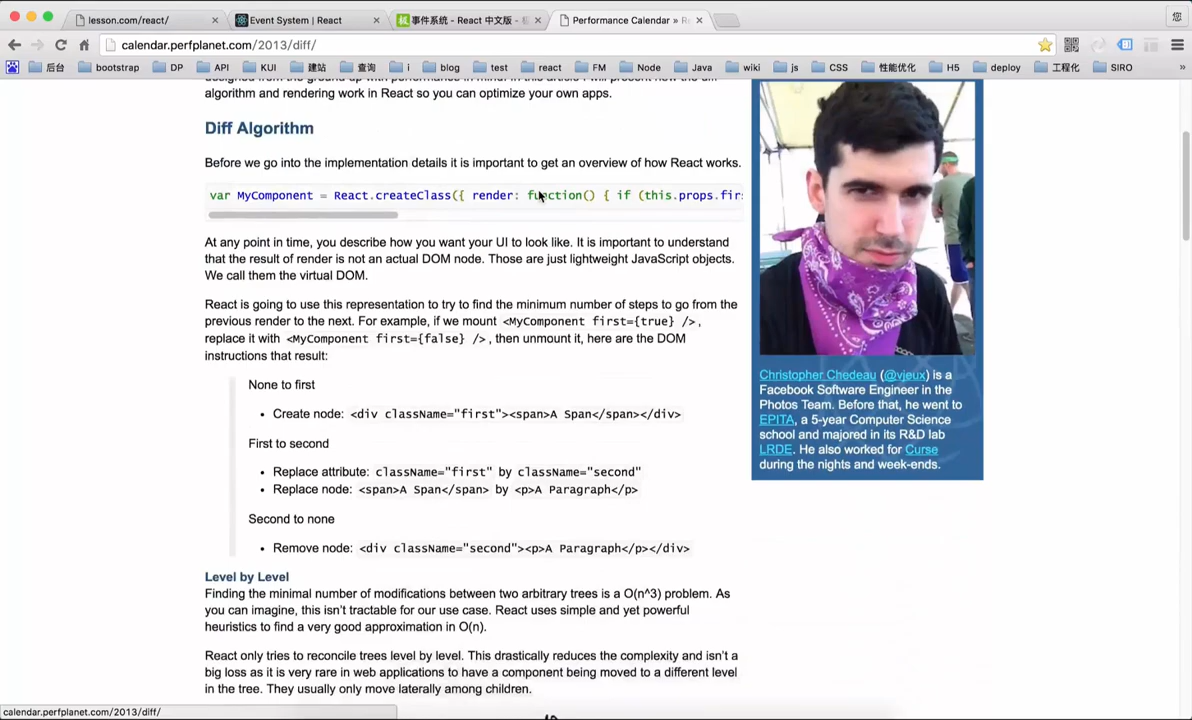 lesson.com/react/
Event System | React
事件系统 - React 中文版 -
Performance Calendar » R
calendar.perfplanet.com/2013/diff/
后台 bootstrap DP API KUI 建站 查询 i blog test react FM Node Java wiki js CSS 性能优化 H5 deploy 工程化 SIRO »
algorithm and rendering work in React so you can optimize your own apps.
Diff Algorithm
Before we go into the implementation details it is important to get an overview of how React works.
var MyComponent = React.createClass({ render: function() { if (this.props.fir
At any point in time, you describe how you want your UI to look like. It is important to understand
that the result of render is not an actual DOM node. Those are just lightweight JavaScript objects.
We call them the virtual DOM.
React is going to use this representation to try to find the minimum number of steps to go from the
previous render to the next. For example, if we mount <MyComponent first={true} />,
replace it with <MyComponent first={false} />, then unmount it, here are the DOM
instructions that result:
None to first
• Create node: <div className="first"><span>A Span</span></div>
First to second
• Replace attribute: className="first" by className="second"
• Replace node: <span>A Span</span> by <p>A Paragraph</p>
Second to none
• Remove node: <div className="second"><p>A Paragraph</p></div>
Level by Level
Finding the minimal number of modifications between two arbitrary trees is a O(n^3) problem. As
you can imagine, this isn't tractable for our use case. React uses simple and yet powerful
heuristics to find a very good approximation in O(n).
React only tries to reconcile trees level by level. This drastically reduces the complexity and isn't a
big loss as it is very rare in web applications to have a component being moved to a different level
in the tree. They usually only move laterally among children.
Christopher Chedeau (@vjeux) is a
Facebook Software Engineer in the
Photos Team. Before that, he went to
EPITA, a 5-year Computer Science
school and majored in its R&D lab
LRDE. He also worked for Curse
during the nights and week-ends.
calendar.perfplanet.com/2013/diff/